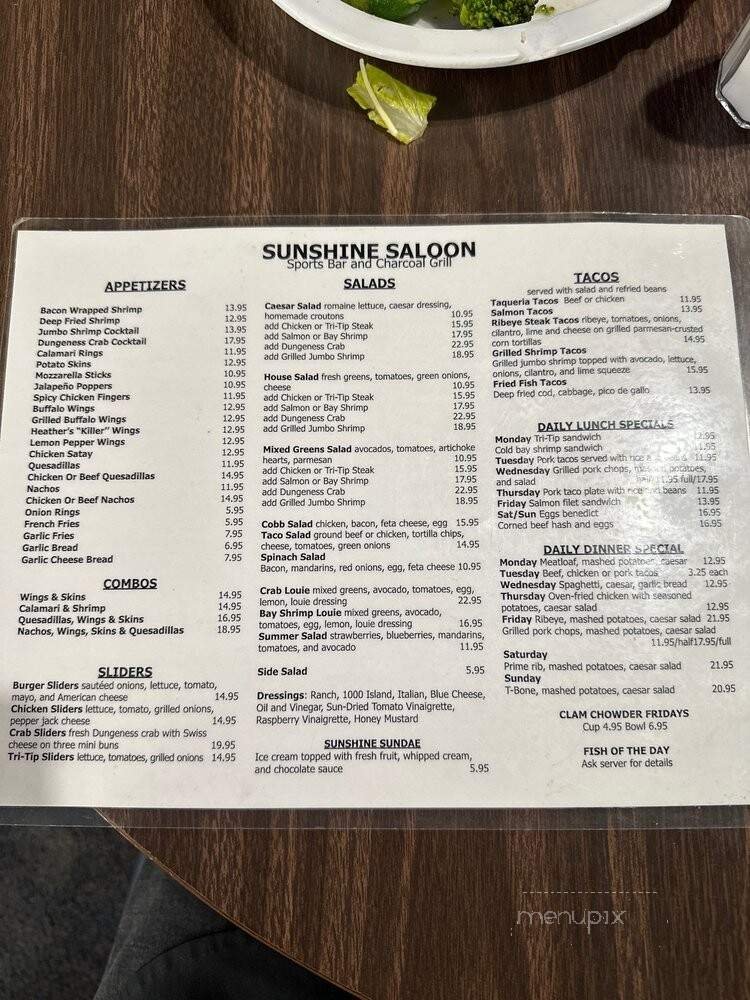 SUNSHINE SALOON
Sports Bar and Charcoal Grill
APPETIZERS
Bacon Wrapped Shrimp 13.95
Deep Fried Shrimp 12.95
Jumbo Shrimp Cocktail 13.95
Dungeness Crab Cocktail 17.95
Calamari Rings 11.95
Potato Skins 12.95
Mozzarella Sticks 10.95
Jalapeño Poppers 10.95
Spicy Chicken Fingers 11.95
Buffalo Wings 12.95
Grilled Buffalo Wings 12.95
Heather's "Killer" Wings 12.95
Lemon Pepper Wings 12.95
Chicken Satay 12.95
Quesadillas 11.95
Chicken Or Beef Quesadillas 14.95
Nachos 11.95
Chicken Or Beef Nachos 14.95
Onion Rings 5.95
French Fries 5.95
Garlic Fries 7.95
Garlic Bread 6.95
Garlic Cheese Bread 7.95
COMBOS
Wings & Skins 14.95
Calamari & Shrimp 14.95
Quesadillas, Wings & Skins 16.95
Nachos, Wings, Skins & Quesadillas 18.95
SLIDERS
Burger Sliders sautéed onions, lettuce, tomato,
mayo, and American cheese 14.95
Chicken Sliders lettuce, tomato, grilled onions,
pepper jack cheese 14.95
Crab Sliders fresh Dungeness crab with Swiss
cheese on three mini buns 19.95
Tri-Tip Sliders lettuce, tomatoes, grilled onions 14.95
SALADS
Caesar Salad romaine lettuce, caesar dressing,
homemade croutons 10.95
add Chicken or Tri-Tip Steak 15.95
add Salmon or Bay Shrimp 17.95
add Dungeness Crab 22.95
add Grilled Jumbo Shrimp 18.95
House Salad fresh greens, tomatoes, green onions,
cheese 10.95
add Chicken or Tri-Tip Steak 15.95
add Salmon or Bay Shrimp 17.95
add Dungeness Crab 22.95
add Grilled Jumbo Shrimp 18.95
Mixed Greens Salad avocados, tomatoes, artichoke
hearts, parmesan 10.95
add Chicken or Tri-Tip Steak 15.95
add Salmon or Bay Shrimp 17.95
add Dungeness Crab 22.95
add Grilled Jumbo Shrimp 18.95
Cobb Salad chicken, bacon, feta cheese, egg 15.95
Taco Salad ground beef or chicken, tortilla chips,
cheese, tomatoes, green onions 14.95
Spinach Salad
Bacon, mandarins, red onions, egg, feta cheese 10.95
Crab Louie mixed greens, avocado, tomatoes, egg,
lemon, louie dressing 22.95
Bay Shrimp Louie mixed greens, avocado,
tomatoes, egg, lemon, louie dressing 16.95
Summer Salad strawberries, blueberries, mandarins,
tomatoes, and avocado 11.95
Side Salad 5.95
Dressings: Ranch, 1000 Island, Italian, Blue Cheese,
Oil and Vinegar, Sun-Dried Tomato Vinaigrette,
Raspberry Vinaigrette, Honey Mustard
SUNSHINE SUNDAE
Ice cream topped with fresh fruit, whipped cream,
and chocolate sauce 5.95
TACOS
served with salad and refried beans
Taqueria Tacos Beef or chicken 11.95
Salmon Tacos 13.95
Ribeye Steak Tacos ribeye, tomatoes, onions,
cilantro, lime and cheese on grilled parmesan-crusted
corn tortillas 14.95
Grilled Shrimp Tacos
Grilled jumbo shrimp topped with avocado, lettuce,
onions, cilantro, and lime squeeze 15.95
Fried Fish Tacos
Deep fried cod, cabbage, pico de gallo 13.95
DAILY LUNCH SPECIALS
Monday Tri-Tip sandwich 12.95
Cold bay shrimp sandwich 11.95
Tuesday Pork tacos served with rice and beans 11.95
Wednesday Grilled pork chops, mashed potatoes,
and salad half/11.95 full/17.95
Thursday Pork taco plate with rice and beans 11.95
Friday Salmon filet sandwich 13.95
Sat/Sun Eggs benedict 16.95
Corned beef hash and eggs 16.95
DAILY DINNER SPECIAL
Monday Meatloaf, mashed potatoes, caesar 12.95
Tuesday Beef, chicken or pork tacos 3.25 each
Wednesday Spaghetti, caesar, garlic bread 12.95
Thursday Oven-fried chicken with seasoned
potatoes, caesar salad 12.95
Friday Ribeye, mashed potatoes, caesar salad 21.95
Grilled pork chops, mashed potatoes, caesar salad
11.95/half17.95/full
Saturday
Prime rib, mashed potatoes, caesar salad 21.95
Sunday
T-Bone, mashed potatoes, caesar salad 20.95
CLAM CHOWDER FRIDAYS
Cup 4.95 Bowl 6.95
FISH OF THE DAY
Ask server for details
menupix